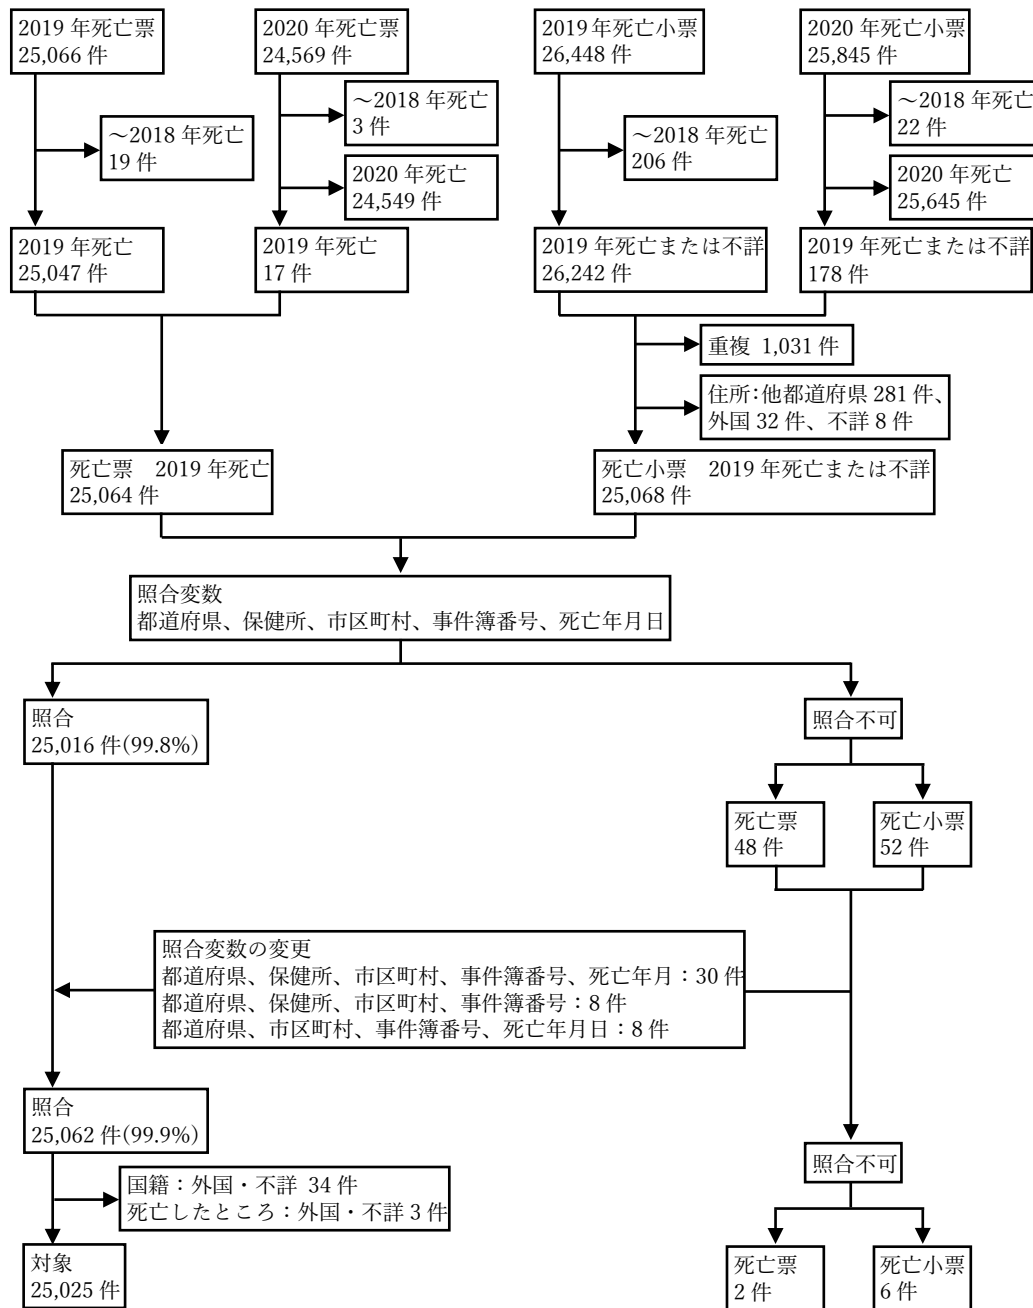 2019 年死亡票
25,066 件
2020 年死亡票
24,569 件
2019 年死亡小票
26,448 件
2020 年死亡小票
25,845 件
～2018 年死亡
19 件
～2018 年死亡
3 件
2020 年死亡
24,549 件
～2018 年死亡
206 件
～2018 年死亡
22 件
2020 年死亡
25,645 件
2019 年死亡
25,047 件
2019 年死亡
17 件
2019 年死亡または不詳
26,242 件
2019 年死亡または不詳
178 件
重複 1,031 件
住所：他都道府県 281 件、
外国 32 件、不詳 8 件
死亡票　2019 年死亡
25,064 件
死亡小票　2019 年死亡または不詳
25,068 件
照合変数
都道府県、保健所、市区町村、事件簿番号、死亡年月日
照合
25,016 件(99.8%)
照合不可
死亡票
48 件
死亡小票
52 件
照合変数の変更
都道府県、保健所、市区町村、事件簿番号、死亡年月：30 件
都道府県、保健所、市区町村、事件簿番号：8 件
都道府県、市区町村、事件簿番号、死亡年月日：8 件
照合
25,062 件(99.9%)
照合不可
国籍：外国・不詳 34 件
死亡したところ：外国・不詳 3 件
対象
25,025 件
死亡票
2 件
死亡小票
6 件